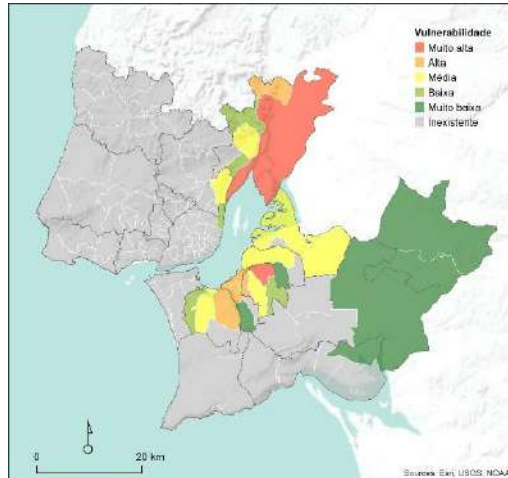 Vulnerabilidade
Muito alta
Alta
Média
Baixa
Muito baixa
Inexistente
0 20 km
Sources: Esri, USGS, NOAA